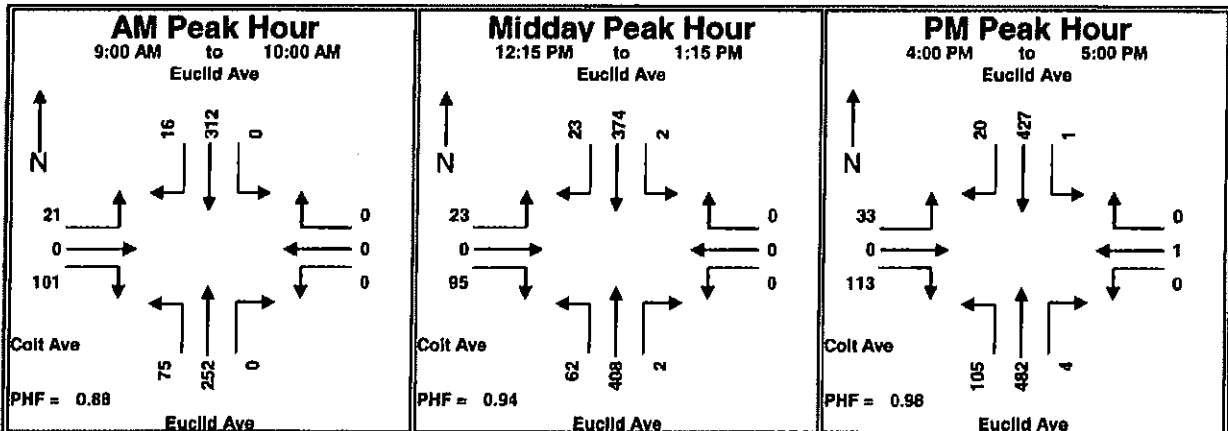 AM Peak Hour
9:00 AM to 10:00 AM
Euclid Ave
N
16 312 0
21 0
0 0
101 0
Colt Ave
75 252 0
PHF = 0.88
Euclid Ave
Midday Peak Hour
12:15 PM to 1:15 PM
Euclid Ave
N
23 374 2
23 0
0 0
95 0
Colt Ave
62 408 2
PHF = 0.94
Euclid Ave
PM Peak Hour
4:00 PM to 5:00 PM
Euclid Ave
N
20 427 1
33 0
0 1
113 0
Colt Ave
105 482 4
PHF = 0.98
Euclid Ave